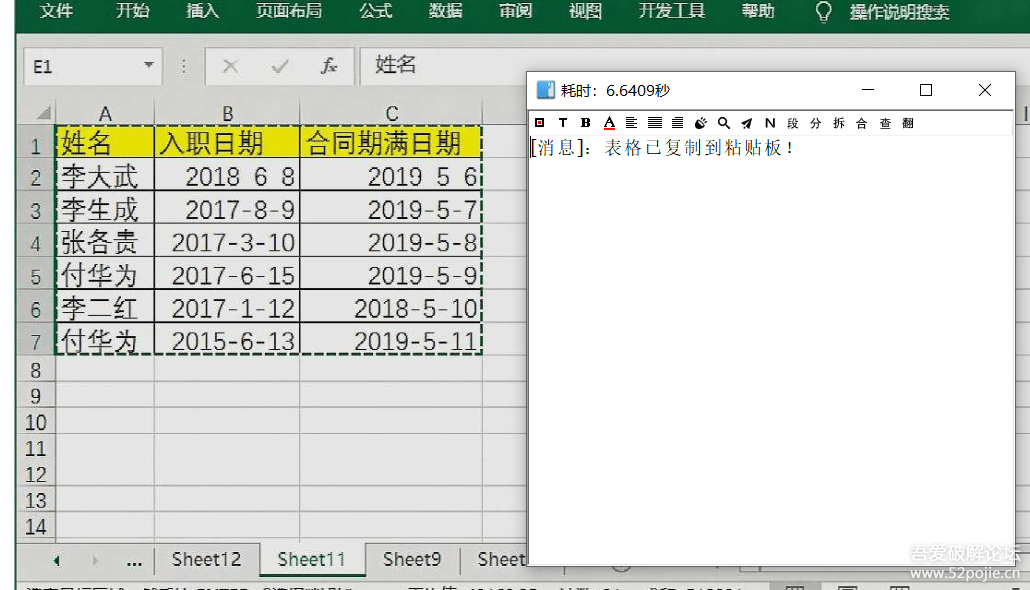 文件 开始 插入 页面布局 公式 数据 审阅 视图 开发工具 帮助 操作说明搜索
E1 fx 姓名
耗时：6.6409秒
T B A N 段 分 拆 合 查 翻
[消息]：表格已复制到粘贴板！
A B C
1 姓名 入职日期 合同期满日期
2 李大武 2018 6 8 2019 5 6
3 李生成 2017-8-9 2019-5-7
4 张各贵 2017-3-10 2019-5-8
5 付华为 2017-6-15 2019-5-9
6 李二红 2017-1-12 2018-5-10
7 付华为 2015-6-13 2019-5-11
8
9
10
11
12
13
14
... Sheet12 Sheet11 Sheet9 Sheet
吾爱破解论坛
www.52pojie.cn